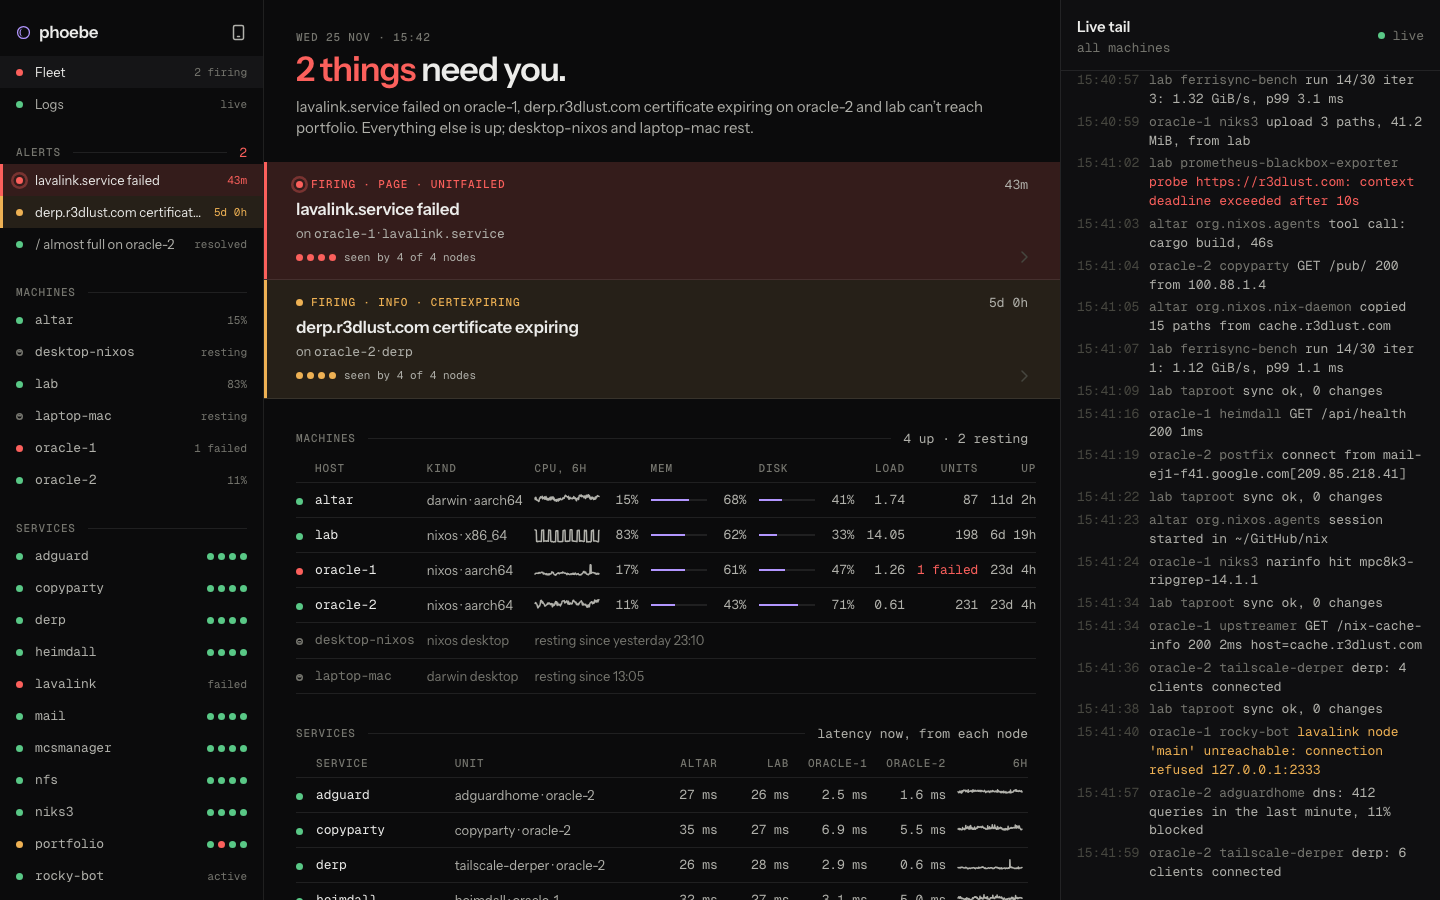 phoebe
Fleet 2 firing
Logs live
ALERTS 2
lavalink.service failed 43m
derp.r3dlust.com certificat… 5d 0h
/ almost full on oracle-2 resolved
MACHINES
altar 15%
desktop-nixos resting
lab 83%
laptop-mac resting
oracle-1 1 failed
oracle-2 11%
SERVICES
adguard
copyparty
derp
heimdall
lavalink failed
mail
mcsmanager
nfs
niks3
portfolio
rocky-bot active
WED 25 NOV · 15:42
2 things need you.
lavalink.service failed on oracle-1, derp.r3dlust.com certificate expiring on oracle-2 and lab can't reach
portfolio. Everything else is up; desktop-nixos and laptop-mac rest.
FIRING · PAGE · UNITFAILED 43m
lavalink.service failed
on oracle-1·lavalink.service
seen by 4 of 4 nodes
FIRING · INFO · CERTEXPIRING 5d 0h
derp.r3dlust.com certificate expiring
on oracle-2·derp
seen by 4 of 4 nodes
MACHINES 4 up · 2 resting
HOST KIND CPU, 6H MEM DISK LOAD UNITS UP
altar darwin·aarch64 15% 68% 41% 1.74 87 11d 2h
lab nixos·x86_64 83% 62% 33% 14.05 198 6d 19h
oracle-1 nixos·aarch64 17% 61% 47% 1.26 1 failed 23d 4h
oracle-2 nixos·aarch64 11% 43% 71% 0.61 231 23d 4h
desktop-nixos nixos desktop resting since yesterday 23:10
laptop-mac darwin desktop resting since 13:05
SERVICES latency now, from each node
SERVICE UNIT ALTAR LAB ORACLE-1 ORACLE-2 6H
adguard adguardhome·oracle-2 27 ms 26 ms 2.5 ms 1.6 ms
copyparty copyparty·oracle-2 35 ms 27 ms 6.9 ms 5.5 ms
derp tailscale-derper·oracle-2 26 ms 28 ms 2.9 ms 0.6 ms
heimdall heimdall·oracle-1 32 ms 27 ms 3.1 ms 5.0 ms
Live tail
all machines live
15:40:57 lab ferrisync-bench run 14/30 iter
3: 1.32 GiB/s, p99 3.1 ms
15:40:59 oracle-1 niks3 upload 3 paths, 41.2
MiB, from lab
15:41:02 lab prometheus-blackbox-exporter
probe https://r3dlust.com: context
deadline exceeded after 10s
15:41:03 altar org.nixos.agents tool call:
cargo build, 46s
15:41:04 oracle-2 copyparty GET /pub/ 200
from 100.88.1.4
15:41:05 altar org.nixos.nix-daemon copied
15 paths from cache.r3dlust.com
15:41:07 lab ferrisync-bench run 14/30 iter
1: 1.12 GiB/s, p99 1.1 ms
15:41:09 lab taproot sync ok, 0 changes
15:41:16 oracle-1 heimdall GET /api/health
200 1ms
15:41:19 oracle-2 postfix connect from mail-
ej1-f41.google.com[209.85.218.41]
15:41:22 lab taproot sync ok, 0 changes
15:41:23 altar org.nixos.agents session
started in ~/GitHub/nix
15:41:24 oracle-1 niks3 narinfo hit mpc8k3-
ripgrep-14.1.1
15:41:34 lab taproot sync ok, 0 changes
15:41:34 oracle-1 upstreamer GET /nix-cache-
info 200 2ms host=cache.r3dlust.com
15:41:36 oracle-2 tailscale-derper derp: 4
clients connected
15:41:38 lab taproot sync ok, 0 changes
15:41:40 oracle-1 rocky-bot lavalink node
'main' unreachable: connection
refused 127.0.0.1:2333
15:41:57 oracle-2 adguardhome dns: 412
queries in the last minute, 11%
blocked
15:41:59 oracle-2 tailscale-derper derp: 6
clients connected